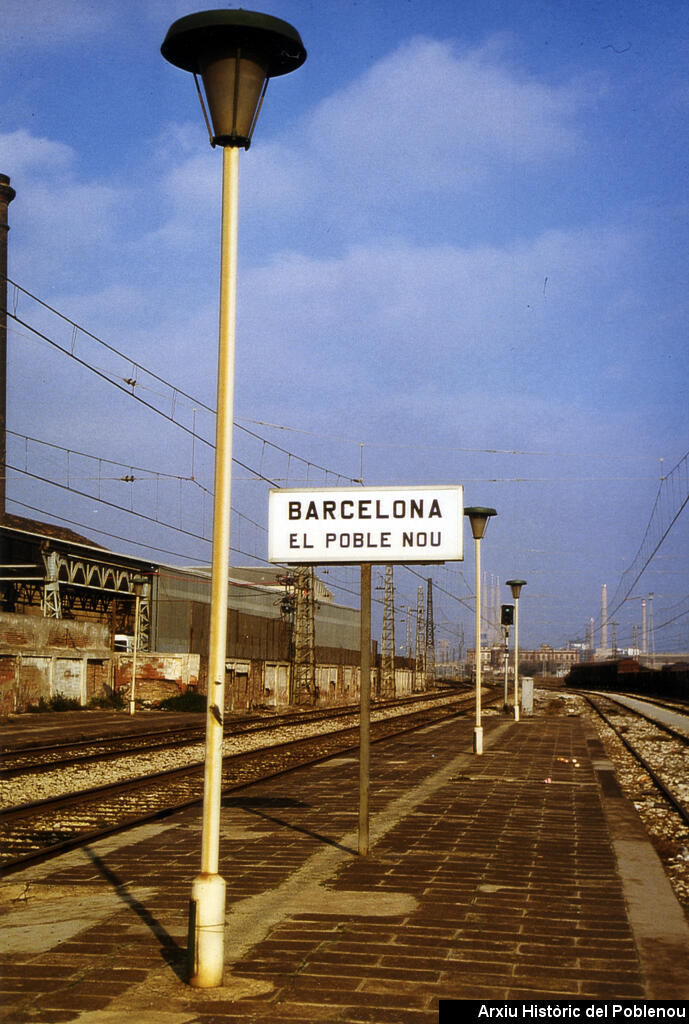 BARCELONA
EL POBLE NOU
Arxiu Històric del Poblenou